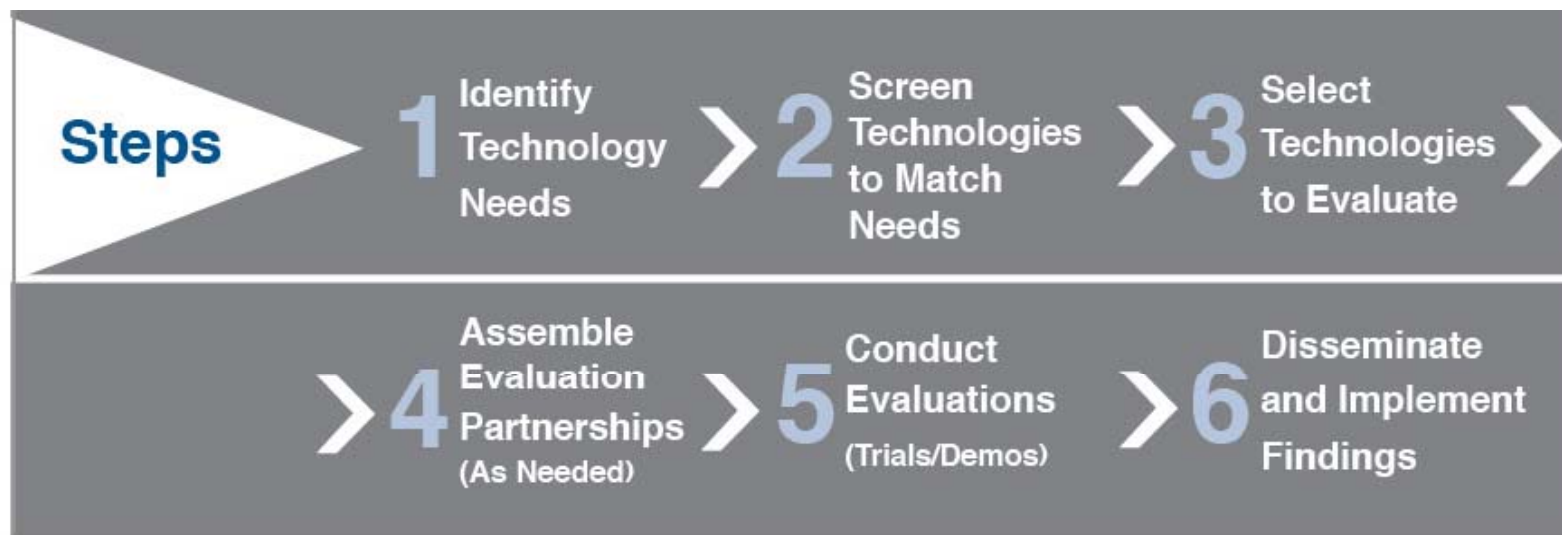 Steps
1
Identify
Technology
Needs
2
Screen
Technologies
to Match
Needs
3
Select
Technologies
to Evaluate
4
Assemble
Evaluation
Partnerships
(As Needed)
5
Conduct
Evaluations
(Trials/Demos)
6
Disseminate
and Implement
Findings